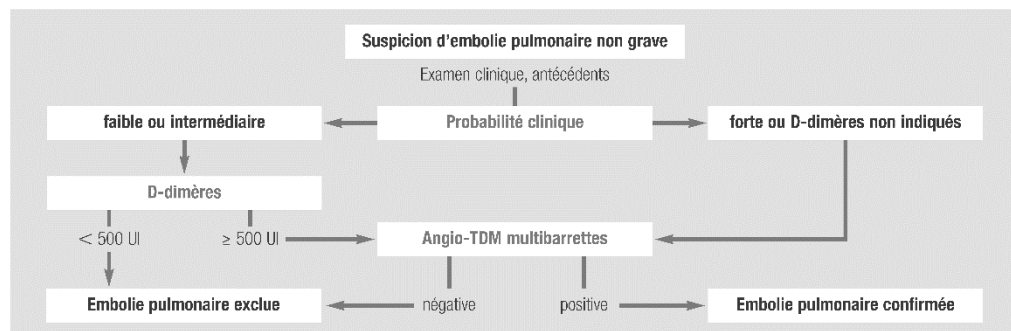 Suspicion d'embolie pulmonaire non grave
Examen clinique, antécédents
faible ou intermédiaire
Probabilité clinique
forte ou D-dimères non indiqués
D-dimères
< 500 UI
≥ 500 UI
Angio-TDM multibarrettes
Embolie pulmonaire exclue
négative
positive
Embolie pulmonaire confirmée